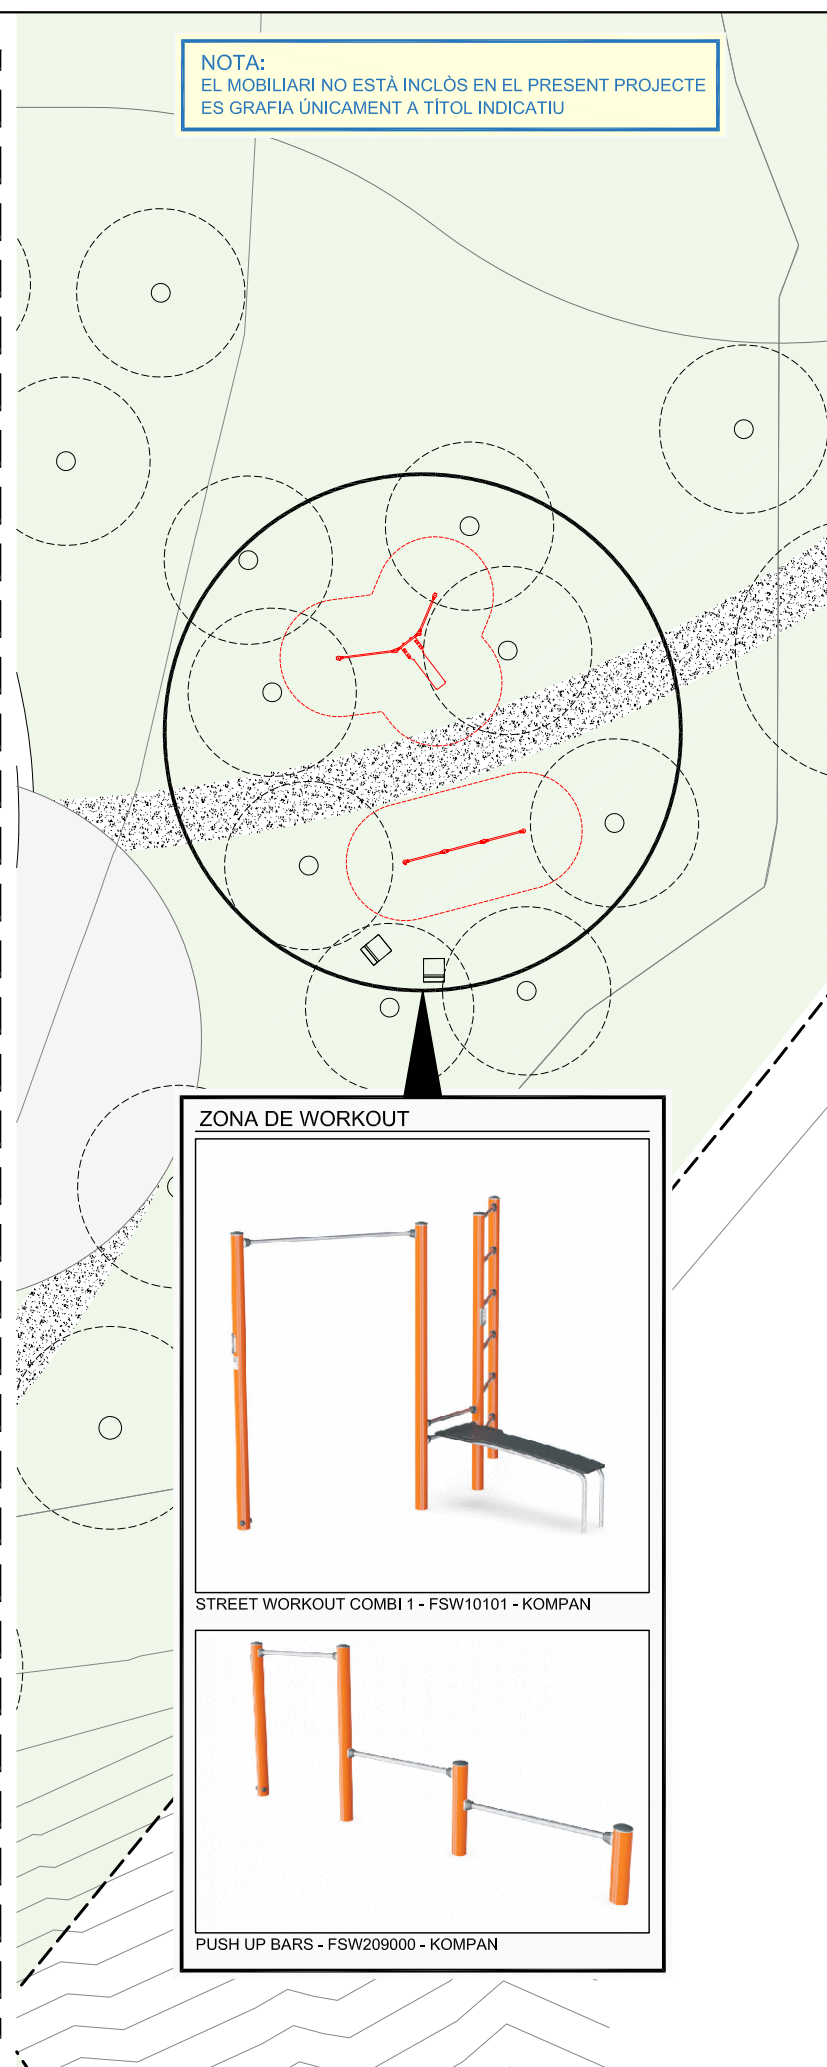 NOTA:
EL MOBILIARI NO ESTÀ INCLÒS EN EL PRESENT PROJECTE
ES GRAFIA ÚNICAMENT A TÍTOL INDICATIU
ZONA DE WORKOUT
STREET WORKOUT COMBI 1 - FSW10101 - KOMPAN
PUSH UP BARS - FSW209000 - KOMPAN